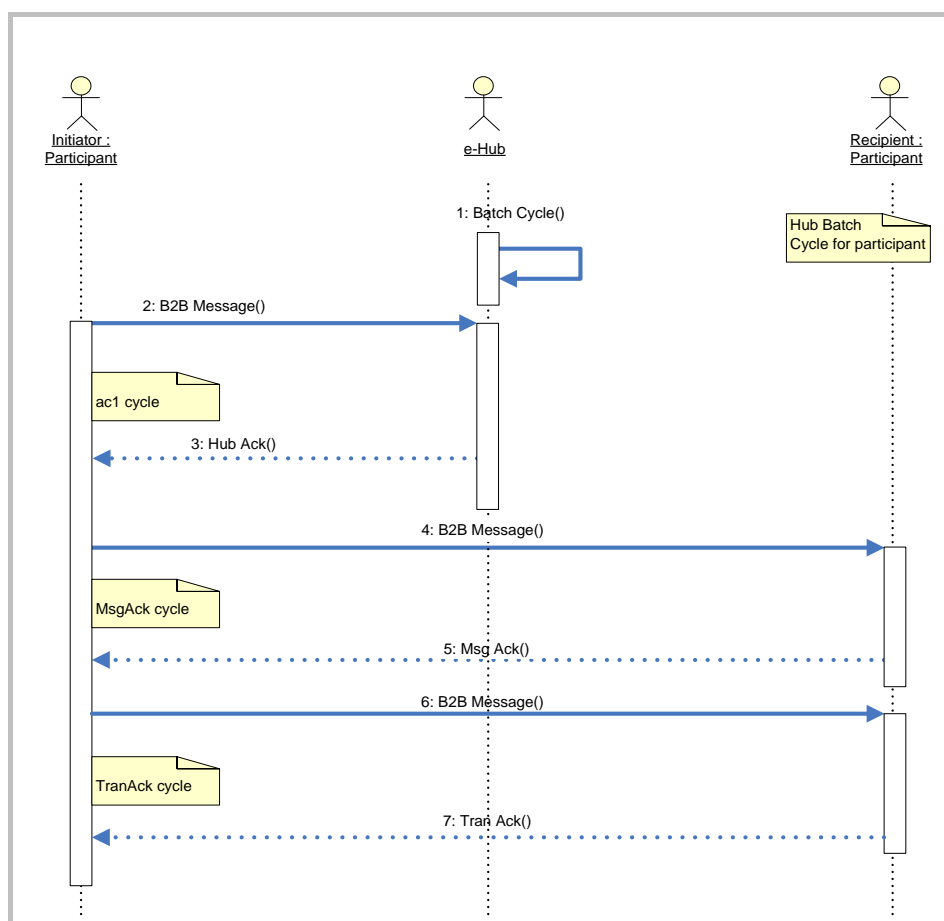 Initiator :
Participant
e-Hub
Recipient :
Participant
1: Batch Cycle()
Hub Batch
Cycle for participant
2: B2B Message()
ac1 cycle
3: Hub Ack()
4: B2B Message()
MsgAck cycle
5: Msg Ack()
6: B2B Message()
TranAck cycle
7: Tran Ack()